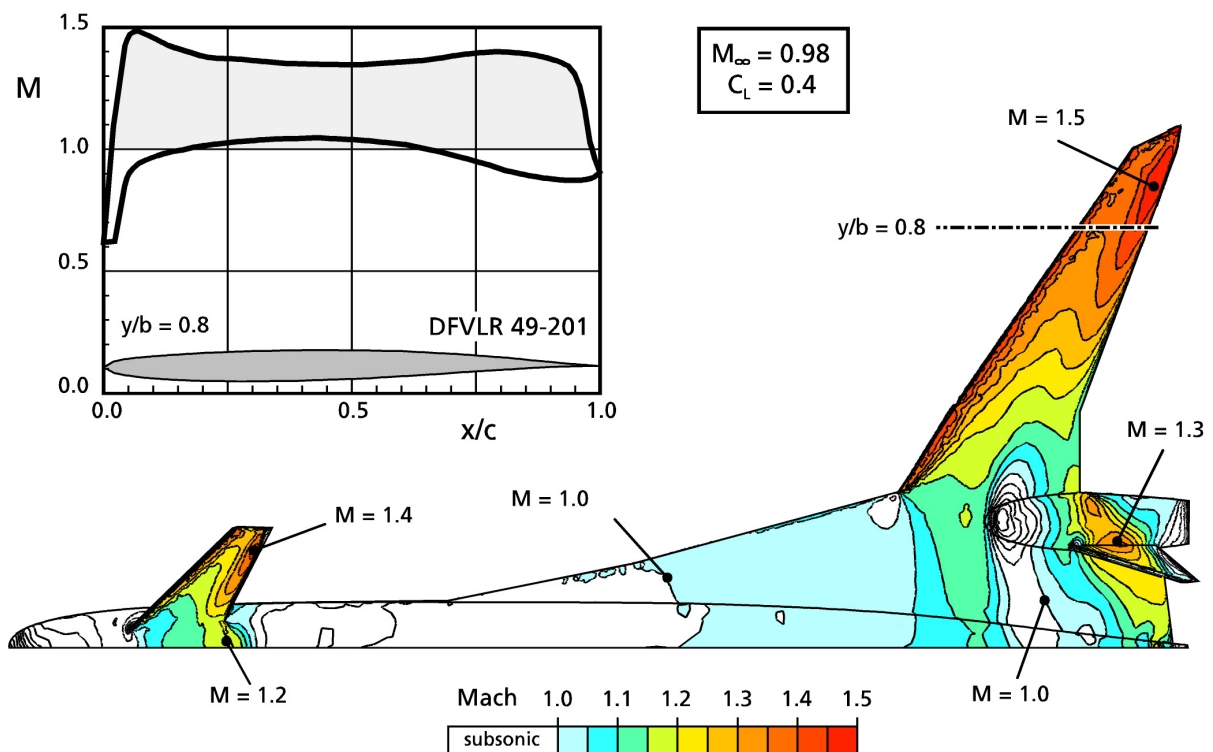 1.5
M
1.0
0.5
0.0
y/b = 0.8
DFVLR 49-201
0.0
0.5
1.0
x/c
M∞ = 0.98
C_L = 0.4
M = 1.5
y/b = 0.8
M = 1.3
M = 1.0
M = 1.4
M = 1.2
M = 1.0
Mach 1.0 1.1 1.2 1.3 1.4 1.5
subsonic